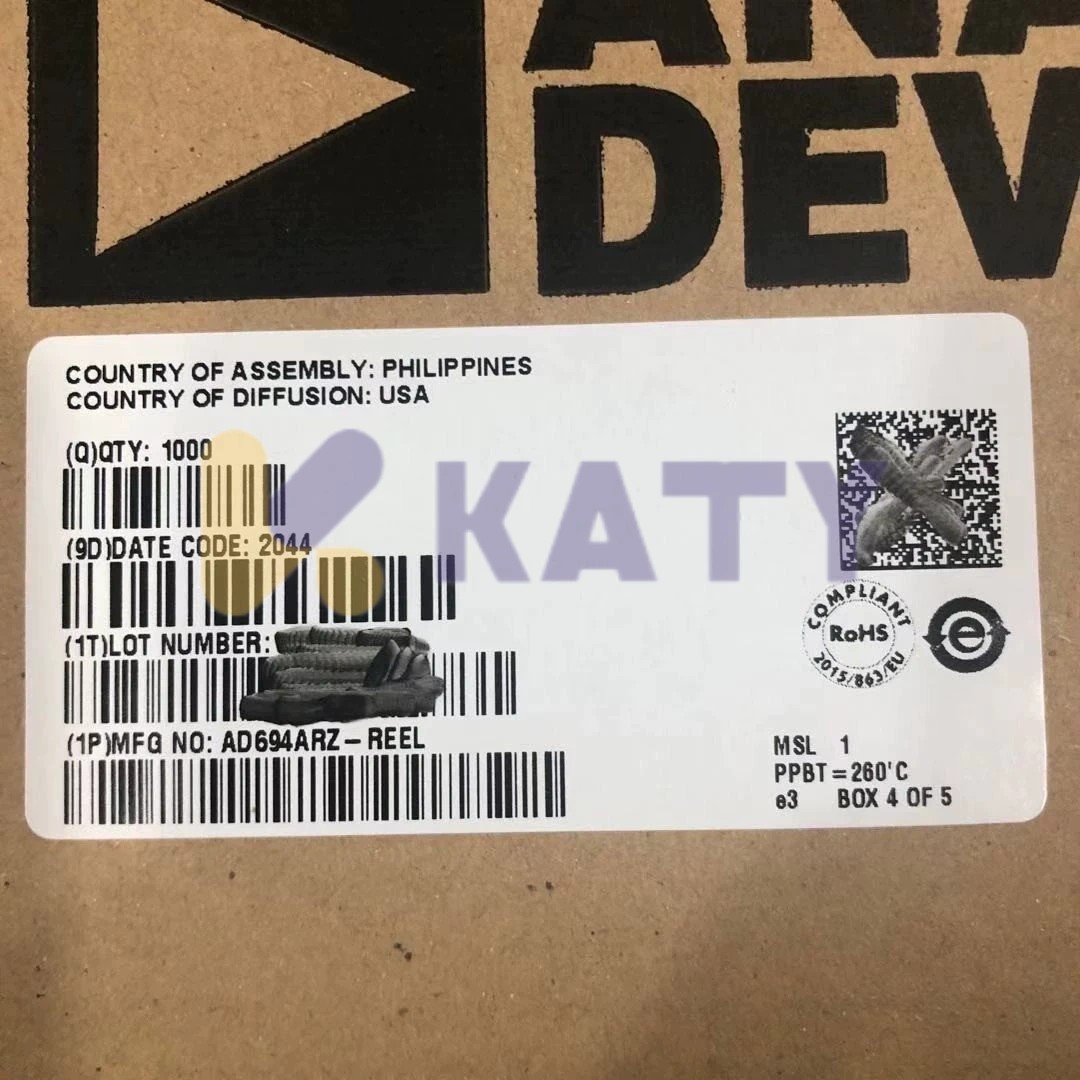 ANA
DEV
COUNTRY OF ASSEMBLY: PHILIPPINES
COUNTRY OF DIFFUSION: USA
(Q)QTY: 1000
(9D)DATE CODE: 2044
(1T)LOT NUMBER:
(1P)MFG NO: AD694ARZ-REEL
KATY
COMPLIANT
RoHS
2015/863/EU
e
MSL 1
PPBT=260'C
e3 BOX 4 OF 5